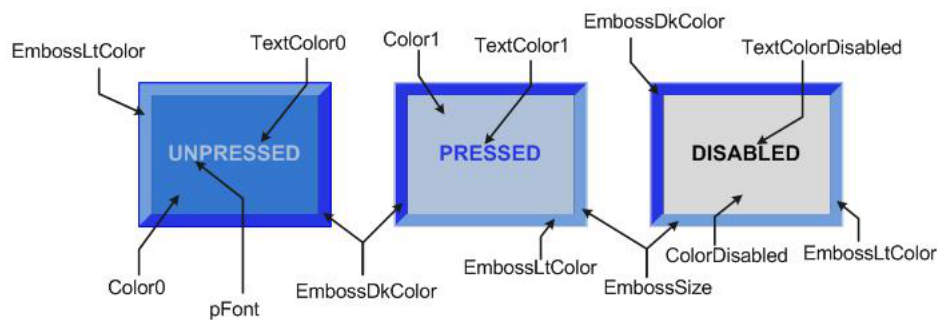 EmbossLtColor
TextColor0
Color1
TextColor1
EmbossDkColor
TextColorDisabled
UNPRESSED
PRESSED
DISABLED
Color0
pFont
EmbossDkColor
EmbossLtColor
EmbossSize
ColorDisabled
EmbossLtColor